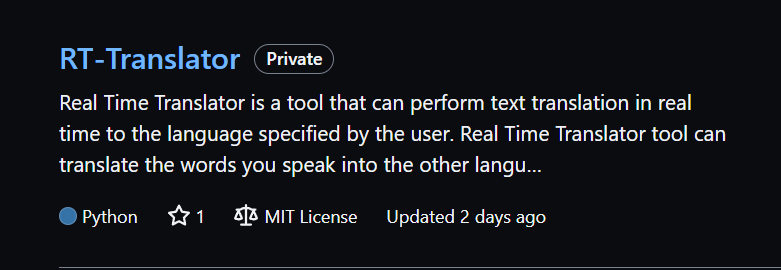 RT-Translator Private
Real Time Translator is a tool that can perform text translation in real
time to the language specified by the user. Real Time Translator tool can
translate the words you speak into the other langu...
Python 1 MIT License Updated 2 days ago